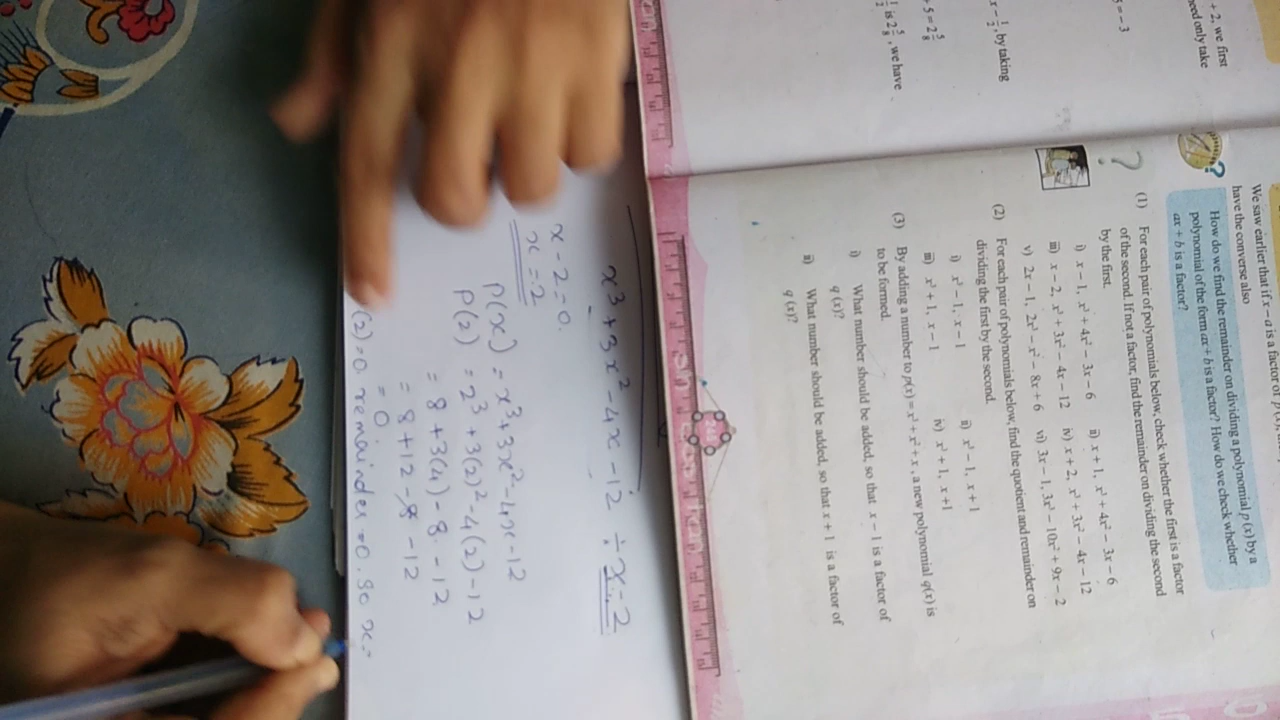 + 2, we first
need only take
5 = −3
x − 1/2, by taking
+ 5 = 2 5/8
1/2 is 2 5/8, we have
We saw earlier that if x − a is a factor of
have the converse also
How do we find the remainder on dividing a polynomial p (x) by a
polynomial of the form ax + b is a factor? How do we check whether
ax + b is a factor?
(1) For each pair of polynomials below, check whether the first is a factor
of the second. If not a factor, find the remainder on dividing the second
by the first.
i) x − 1, x³ + 4x² − 3x − 6 ii) x + 1, x³ + 4x² − 3x − 6
iii) x − 2, x³ + 3x² − 4x − 12 iv) x + 2, x³ + 3x² − 4x − 12
v) 2x − 1, 2x³ − x² − 8x + 6 vi) 3x − 1, 3x³ − 10x² + 9x − 2
(2) For each pair of polynomials below, find the quotient and remainder on
dividing the first by the second.
i) x³ − 1, x − 1 ii) x³ − 1, x + 1
iii) x³ + 1, x − 1 iv) x³ + 1, x + 1
(3) By adding a number to p(x) = x³ + x² + x, a new polynomial q(x) is
to be formed.
i) What number should be added, so that x − 1 is a factor of
q (x)?
ii) What number should be added, so that x + 1 is a factor of
q (x)?
x³ + 3x² − 4x − 12 ÷ x − 2
x − 2 = 0.
x = 2
P(x) = x³ + 3x² − 4x − 12
P(2) = 2³ + 3(2)² − 4(2) − 12
= 8 + 3(4) − 8 − 12
= 8 + 12 − 8 − 12
= 0.
(2) = 0 remainder = 0. so x =